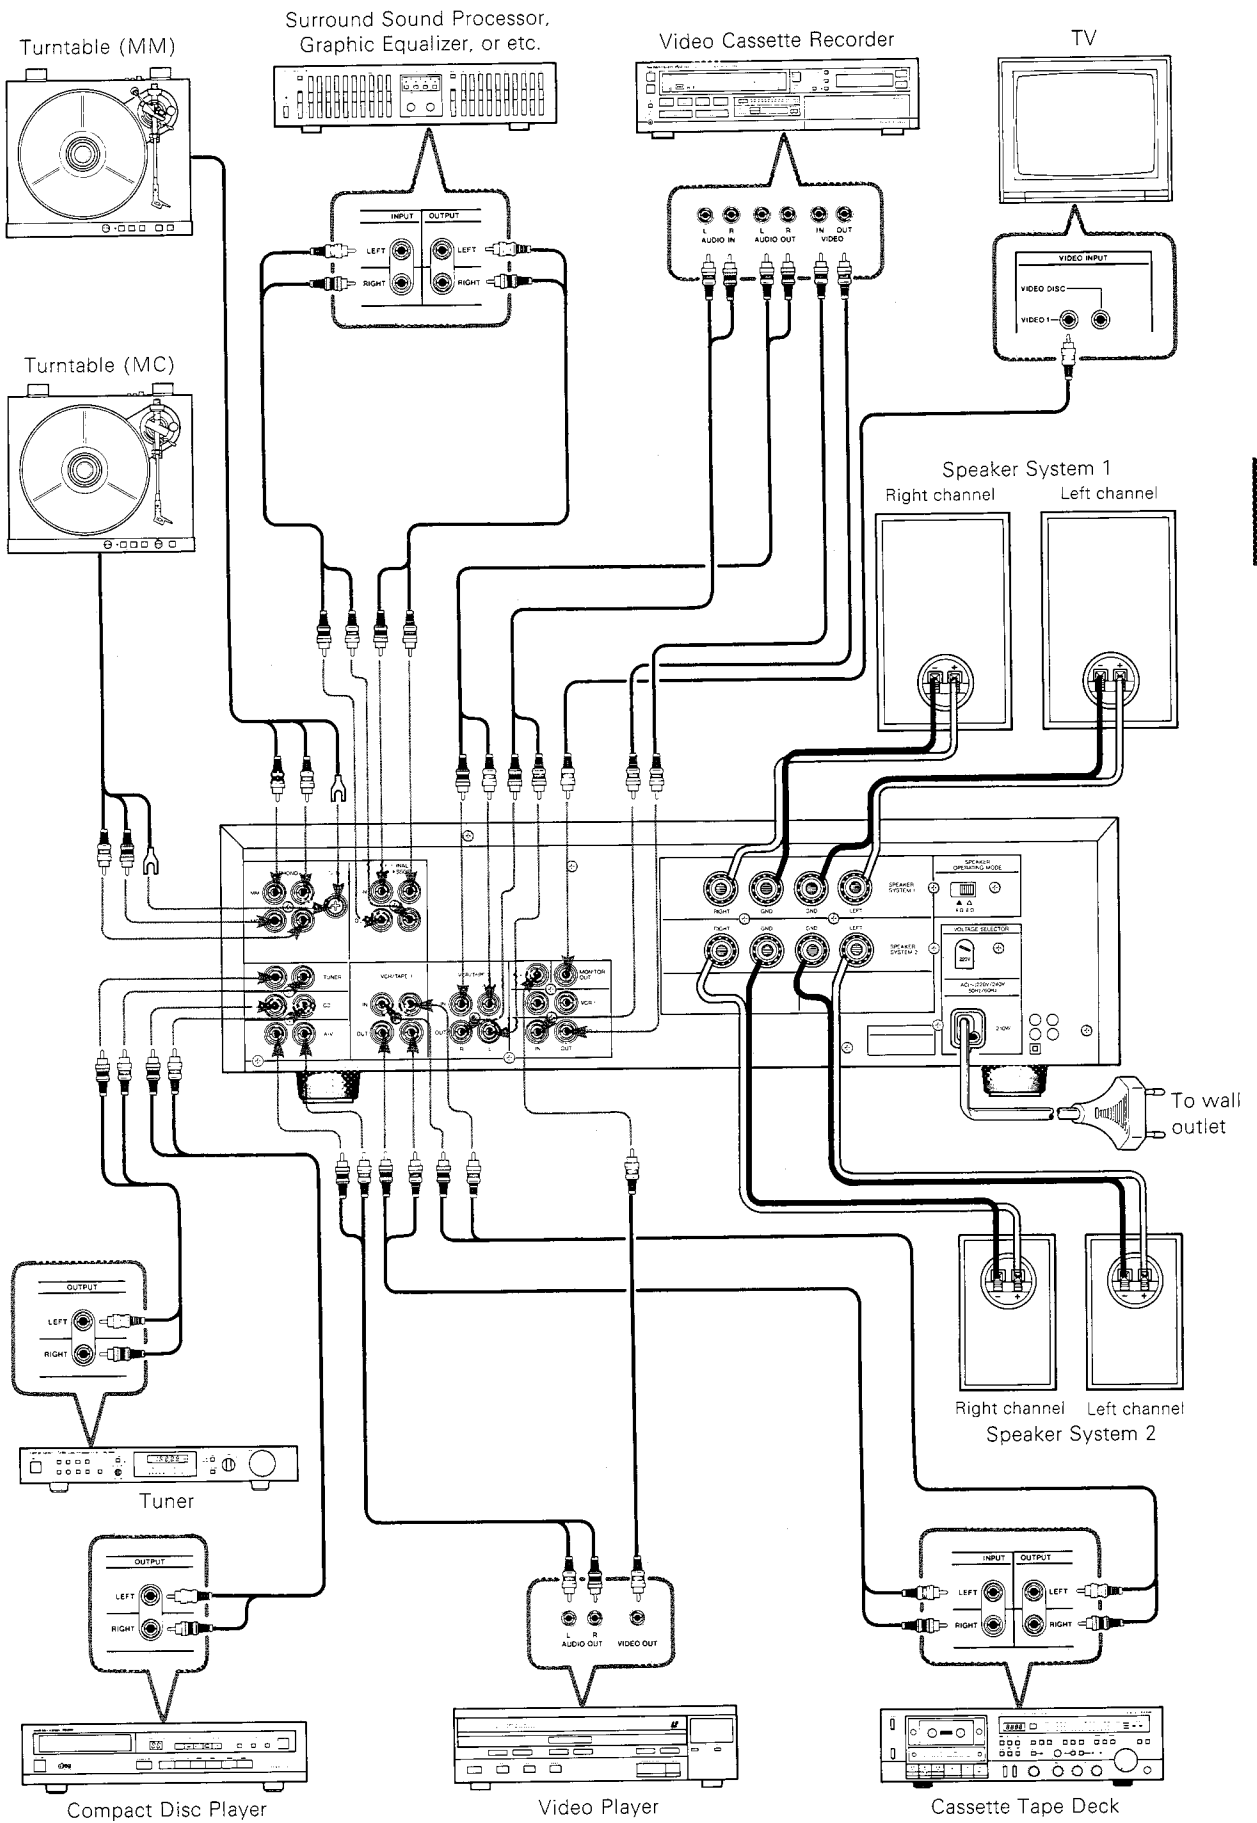 Surround Sound Processor,
Graphic Equalizer, or etc.
Turntable (MM)
Video Cassette Recorder
TV
INPUT OUTPUT
LEFT LEFT
RIGHT RIGHT
L R L R IN OUT
AUDIO IN AUDIO OUT VIDEO
VIDEO INPUT
VIDEO DISC
VIDEO 1
Turntable (MC)
Speaker System 1
Right channel Left channel
- + - +
SPEAKER
OPERATING MODE
SPEAKER
SYSTEM 1
RIGHT GND GND LEFT
RIGHT GND GND LEFT
SPEAKER
SYSTEM 2
VOLTAGE SELECTOR
220V
50Hz/60Hz
MM
TUNER
VCR/TAPE 1
MONITOR
OUT
CD
IN
IN
VCR 1
A-V
OUT
OUT
R L
IN OUT
To wall
outlet
- + - +
Right channel Left channel
Speaker System 2
OUTPUT
LEFT
RIGHT
Tuner
OUTPUT
LEFT
RIGHT
Compact Disc Player
L R
AUDIO OUT VIDEO OUT
Video Player
INPUT OUTPUT
LEFT LEFT
RIGHT RIGHT
Cassette Tape Deck